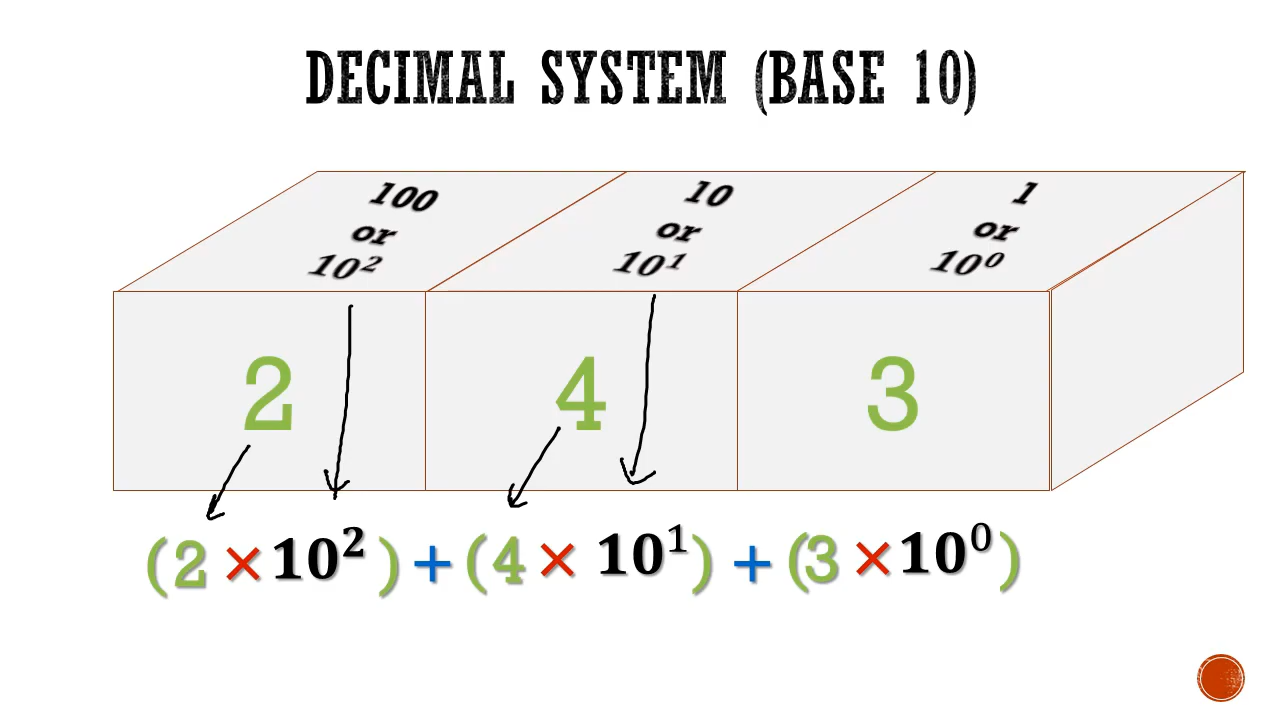 DECIMAL SYSTEM (BASE 10)
100 10 1
or or or
10² 10¹ 10⁰
2 4 3
(2 × 10²) + (4 × 10¹) + (3 × 10⁰)